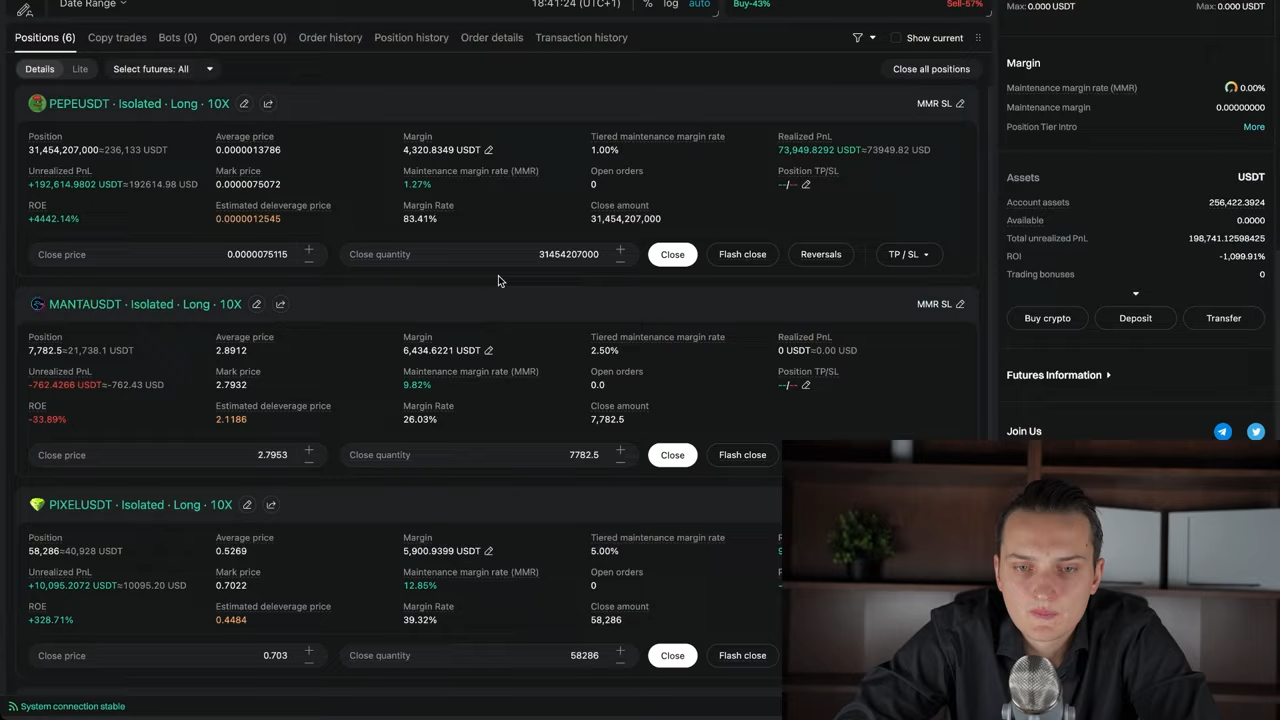 Date Range
18:41:24 (UTC+1) % log auto
Buy-43% Sell-57%
Max: 0.000 USDT Max: 0.000 USDT
Positions (6) Copy trades Bots (0) Open orders (0) Order history Position history Order details Transaction history
Show current
Details Lite Select futures: All
Close all positions
PEPEUSDT · Isolated · Long · 10X
MMR SL
Position Average price Margin Tiered maintenance margin rate Realized PnL
31,454,207,000≈236,133 USDT 0.0000013786 4,320.8349 USDT 1.00% 73,949.8292 USDT≈73949.82 USD
Unrealized PnL Mark price Maintenance margin rate (MMR) Open orders Position TP/SL
+192,614.9802 USDT≈192614.98 USD 0.0000075072 1.27% 0 --/--
ROE Estimated deleverage price Margin Rate Close amount
+4442.14% 0.0000012545 83.41% 31,454,207,000
Close price 0.0000075115 Close quantity 31454207000 Close Flash close Reversals TP / SL
MANTAUSDT · Isolated · Long · 10X
MMR SL
Position Average price Margin Tiered maintenance margin rate Realized PnL
7,782.5≈21,738.1 USDT 2.8912 6,434.6221 USDT 2.50% 0 USDT≈0.00 USD
Unrealized PnL Mark price Maintenance margin rate (MMR) Open orders Position TP/SL
-762.4266 USDT≈-762.43 USD 2.7932 9.82% 0.0 --/--
ROE Estimated deleverage price Margin Rate Close amount
-33.89% 2.1186 26.03% 7,782.5
Close price 2.7953 Close quantity 7782.5 Close Flash close
PIXELUSDT · Isolated · Long · 10X
Position Average price Margin Tiered maintenance margin rate
58,286≈40,928 USDT 0.5269 5,900.9399 USDT 5.00%
Unrealized PnL Mark price Maintenance margin rate (MMR) Open orders
+10,095.2072 USDT≈10095.20 USD 0.7022 12.85% 0
ROE Estimated deleverage price Margin Rate Close amount
+328.71% 0.4484 39.32% 58,286
Close price 0.703 Close quantity 58286 Close Flash close
System connection stable
Margin
Maintenance margin rate (MMR) 0.00%
Maintenance margin 0.00000000
Position Tier Intro More
Assets USDT
Account assets 256,422.3924
Available 0.0000
Total unrealized PnL 198,741.12598425
ROI -1,099.91%
Trading bonuses 0
Buy crypto Deposit Transfer
Futures Information
Join Us